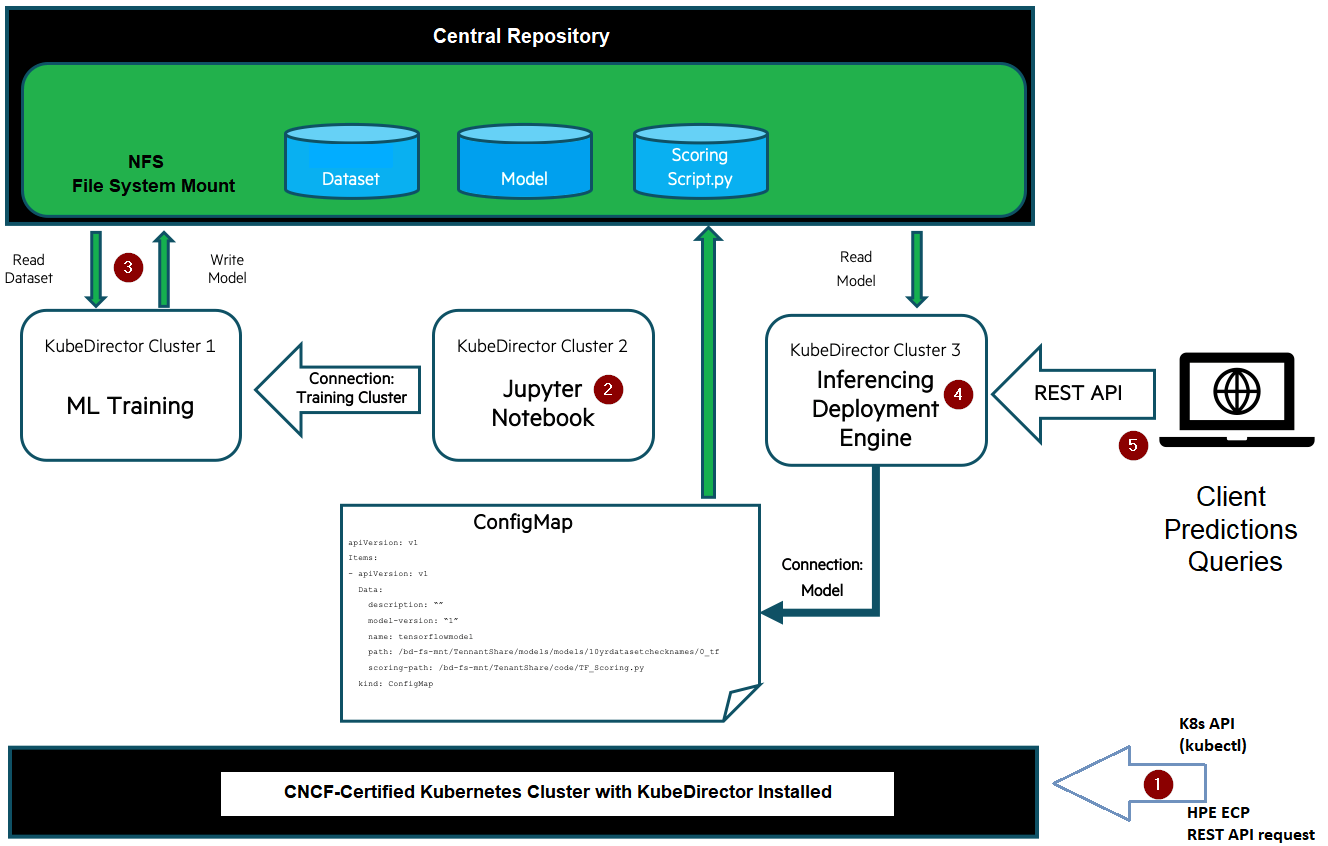 Central Repository
NFS
File System Mount
Dataset
Model
Scoring
Script.py
Read
Dataset
3
Write
Model
Read
Model
KubeDirector Cluster 1
ML Training
Connection:
Training Cluster
KubeDirector Cluster 2
Jupyter
Notebook
2
KubeDirector Cluster 3
Inferencing
Deployment
Engine
4
REST API
5
Client
Predictions
Queries
ConfigMap
apiVersion: v1
Items:
- apiVersion: v1
Data:
description: “”
model-version: “1”
name: tensorflowmodel
path: /bd-fs-mnt/TennantShare/models/models/10yrdatasetchecknames/0_tf
scoring-path: /bd-fs-mnt/TenantShare/code/TF_Scoring.py
kind: ConfigMap
Connection:
Model
K8s API
(kubectl)
1
HPE ECP
REST API request
CNCF-Certified Kubernetes Cluster with KubeDirector Installed